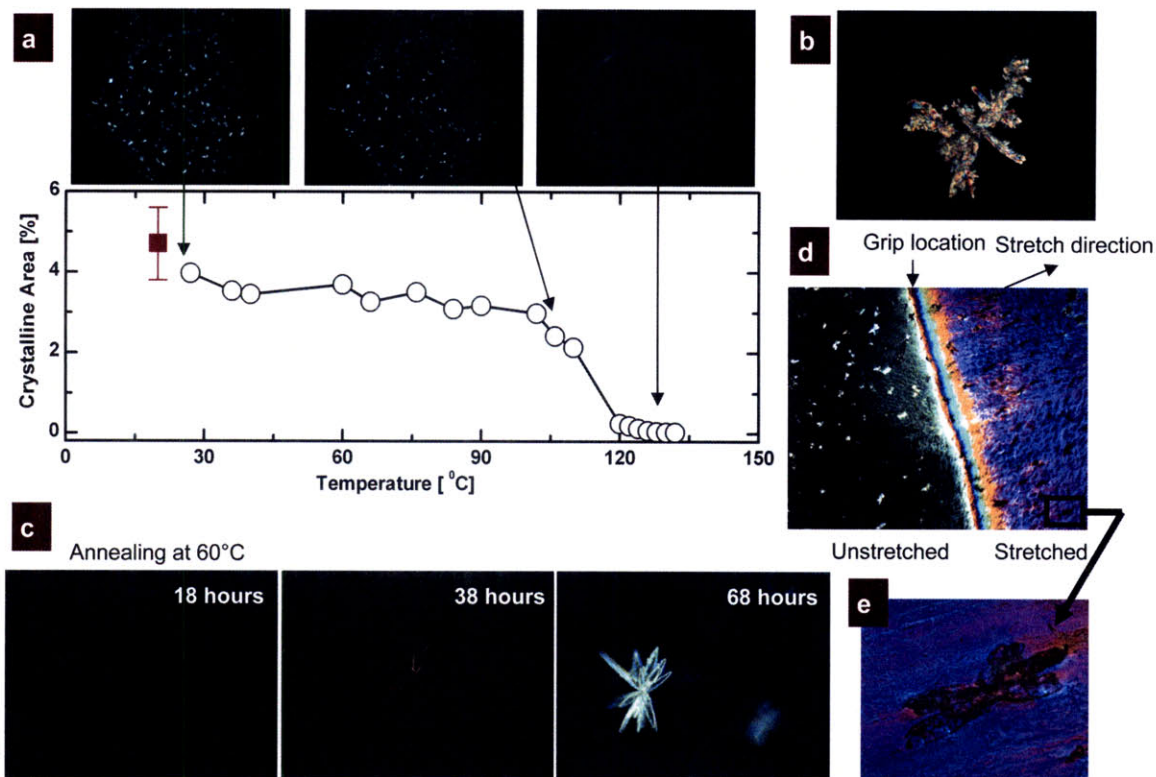 a
b
6
4
2
0
Crystalline Area [%]
0 30 60 90 120 150
Temperature [ ⁰C]
Grip location
Stretch direction
d
Unstretched
Stretched
c
Annealing at 60°C
18 hours
38 hours
68 hours
e